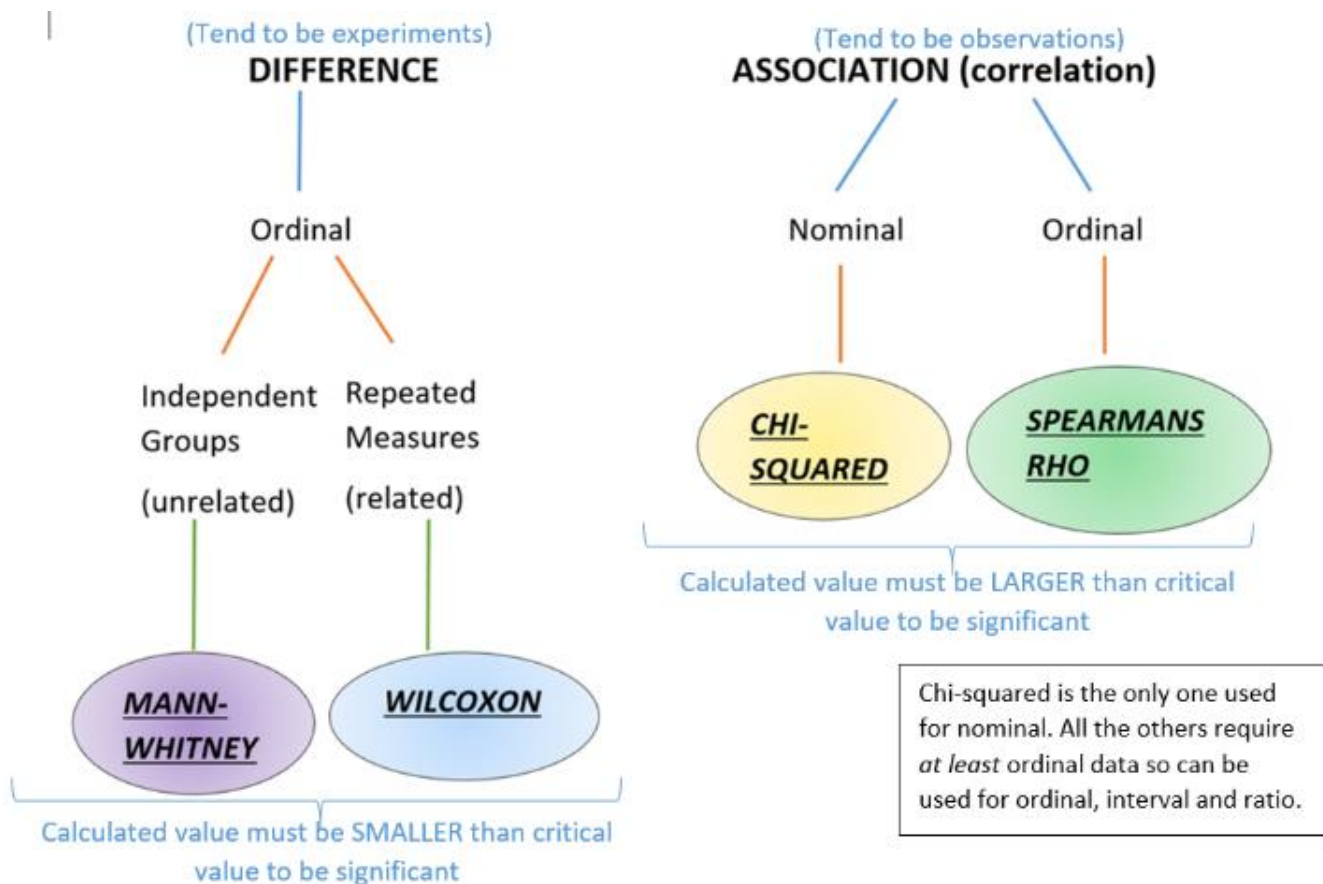 (Tend to be experiments)
DIFFERENCE
Ordinal
Independent
Groups
(unrelated)
Repeated
Measures
(related)
MANN-
WHITNEY
WILCOXON
Calculated value must be SMALLER than critical
value to be significant
(Tend to be observations)
ASSOCIATION (correlation)
Nominal
Ordinal
CHI-
SQUARED
SPEARMANS
RHO
Calculated value must be LARGER than critical
value to be significant
Chi-squared is the only one used
for nominal. All the others require
at least ordinal data so can be
used for ordinal, interval and ratio.